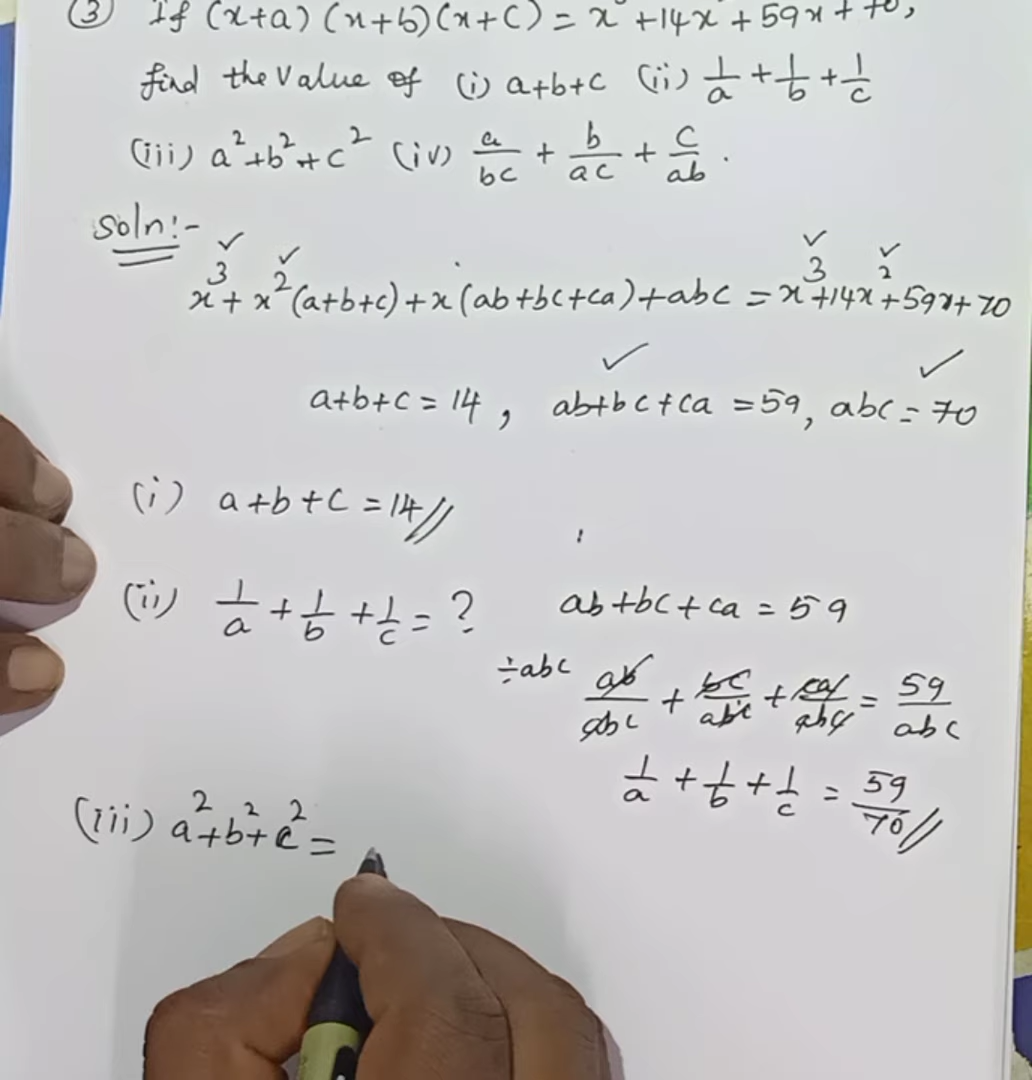 ③ If (x+a)(x+b)(x+c) = x³+14x²+59x+70,
find the value of (i) a+b+c (ii) 1/a + 1/b + 1/c
(iii) a²+b²+c² (iv) a/bc + b/ac + c/ab.
Soln:-
x³+x²(a+b+c)+x(ab+bc+ca)+abc = x³+14x²+59x+70
a+b+c = 14, ab+bc+ca = 59, abc = 70
(i) a+b+c = 14//
(ii) 1/a + 1/b + 1/c = ? ab+bc+ca = 59
÷abc ab/abc + bc/abc + ca/abc = 59/abc
1/a + 1/b + 1/c = 59/70//
(iii) a²+b²+c² =